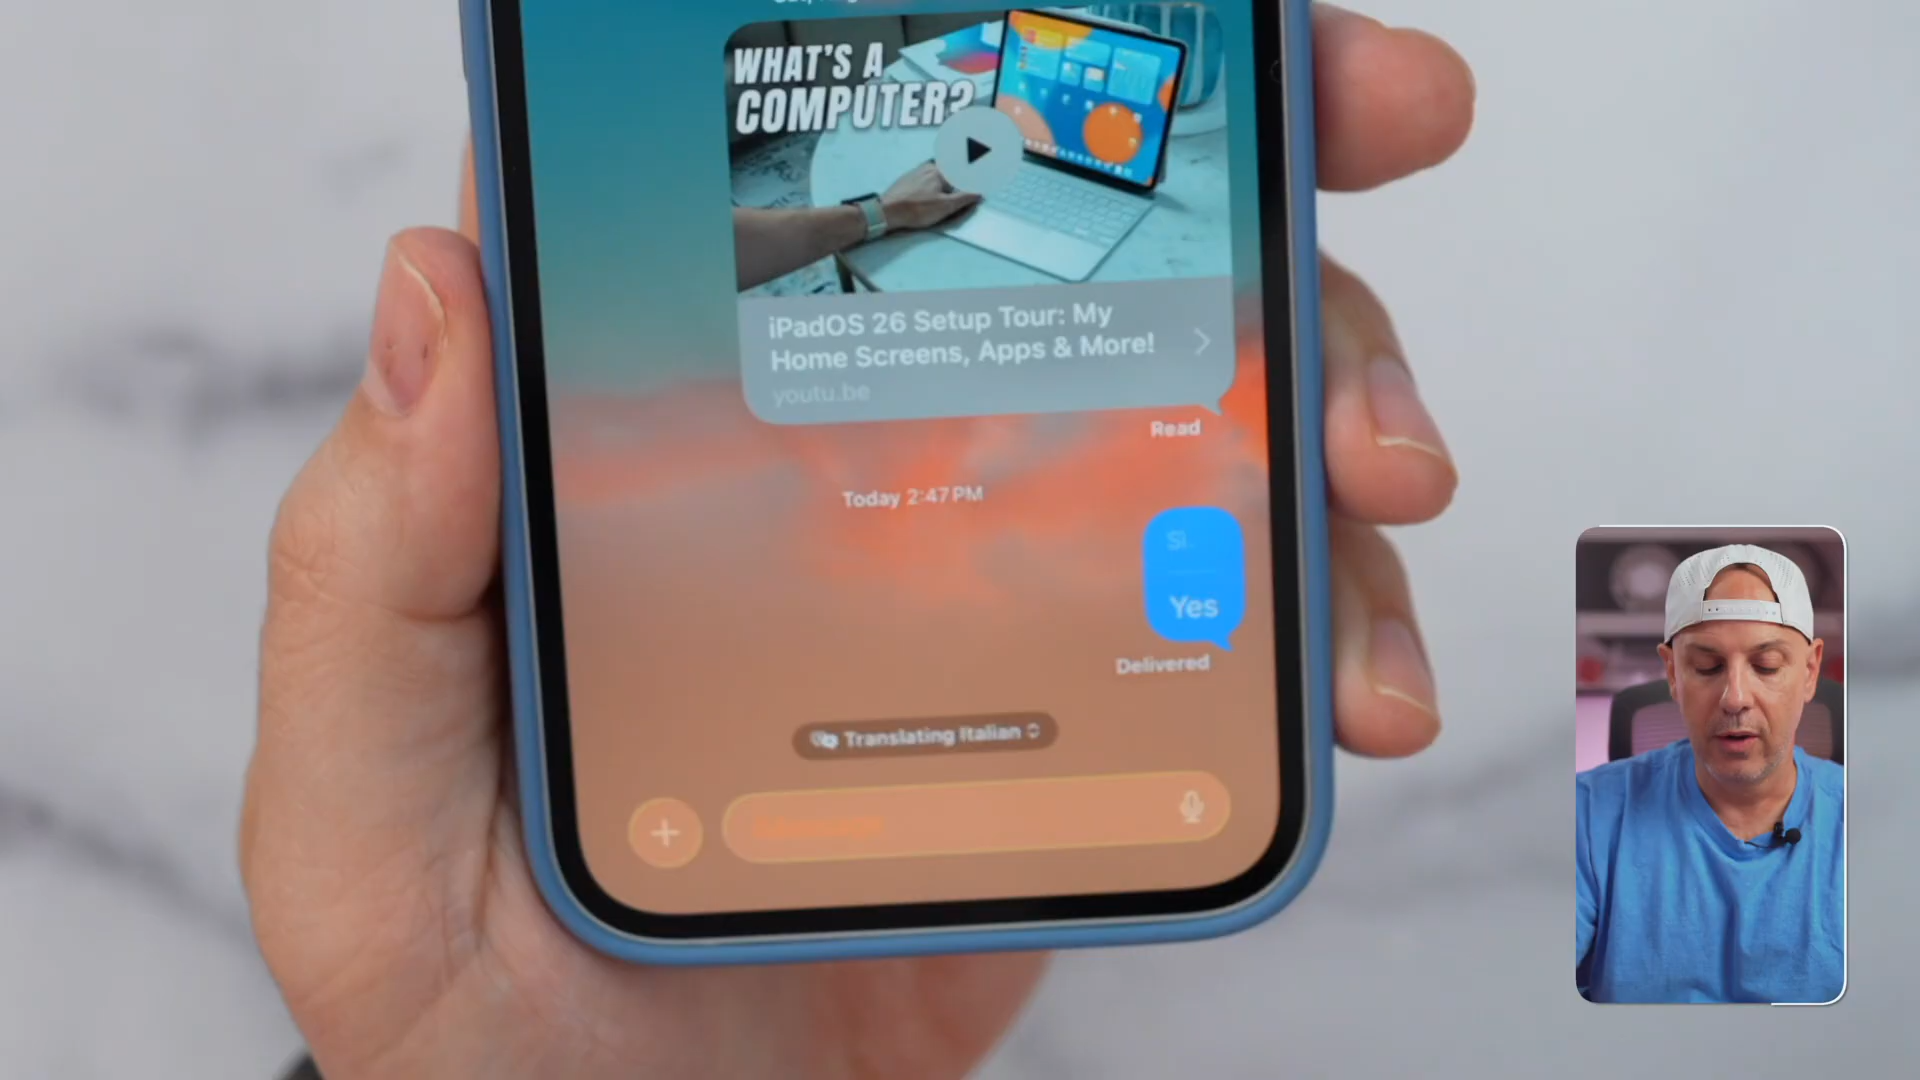 WHAT'S A
COMPUTER?
iPadOS 26 Setup Tour: My
Home Screens, Apps & More!
youtu.be
Read
Today 2:47 PM
Sì.
Yes
Delivered
Translating Italian